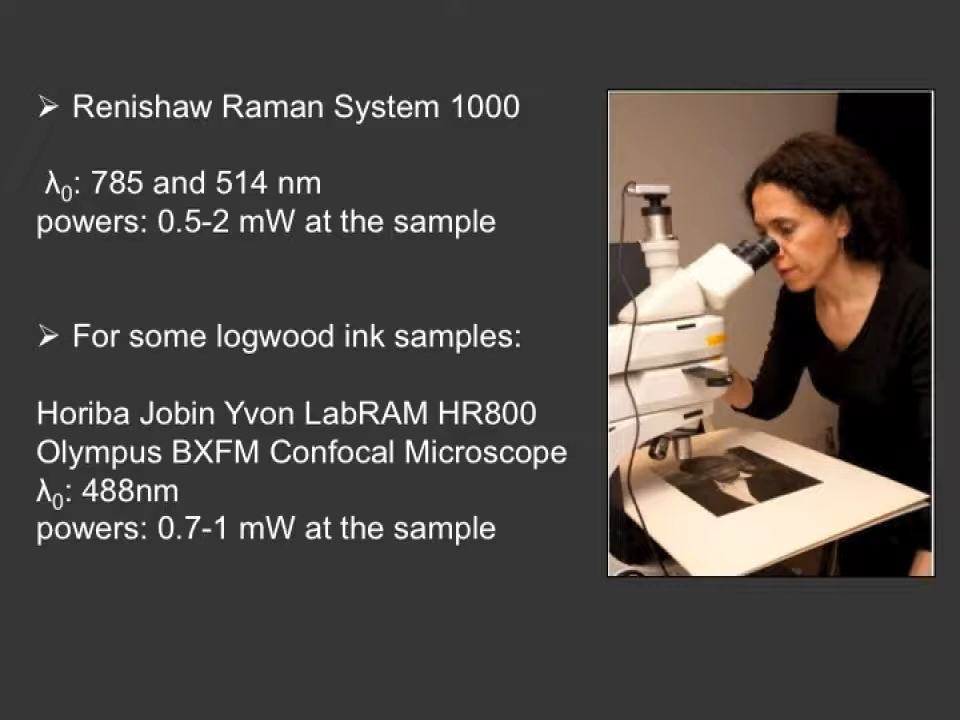 ➢ Renishaw Raman System 1000
λ₀: 785 and 514 nm
powers: 0.5-2 mW at the sample
➢ For some logwood ink samples:
Horiba Jobin Yvon LabRAM HR800
Olympus BXFM Confocal Microscope
λ₀: 488nm
powers: 0.7-1 mW at the sample